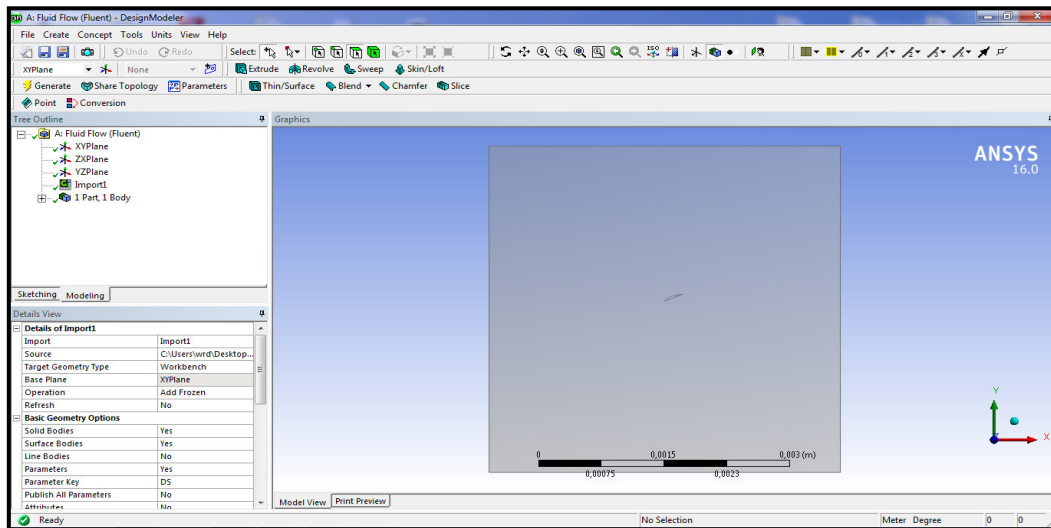 A: Fluid Flow (Fluent) - DesignModeler
File Create Concept Tools Units View Help
Undo Redo Select: ISO
XYPlane None Extrude Revolve Sweep Skin/Loft
Generate Share Topology Parameters Thin/Surface Blend Chamfer Slice
Point Conversion
Tree Outline
A: Fluid Flow (Fluent)
XYPlane
ZXPlane
YZPlane
Import1
1 Part, 1 Body
Sketching Modeling
Details View
Details of Import1
Import Import1
Source C:\Users\wrd\Desktop...
Target Geometry Type Workbench
Base Plane XYPlane
Operation Add Frozen
Refresh No
Basic Geometry Options
Solid Bodies Yes
Surface Bodies Yes
Line Bodies No
Parameters Yes
Parameter Key DS
Publish All Parameters No
Attributes No
Graphics
ANSYS
16.0
Y
X
0 0,0015 0,003 (m)
0,00075 0,0023
Model View Print Preview
Ready No Selection Meter Degree 0 0